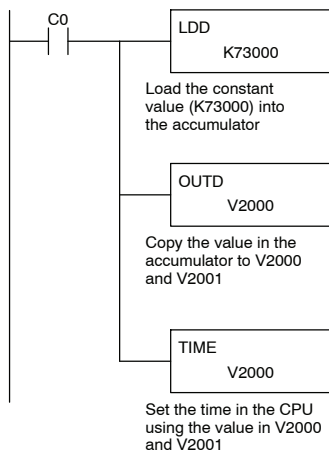 C0
LDD
K73000
Load the constant
value (K73000) into
the accumulator
OUTD
V2000
Copy the value in the
accumulator to V2000
and V2001
TIME
V2000
Set the time in the CPU
using the value in V2000
and V2001